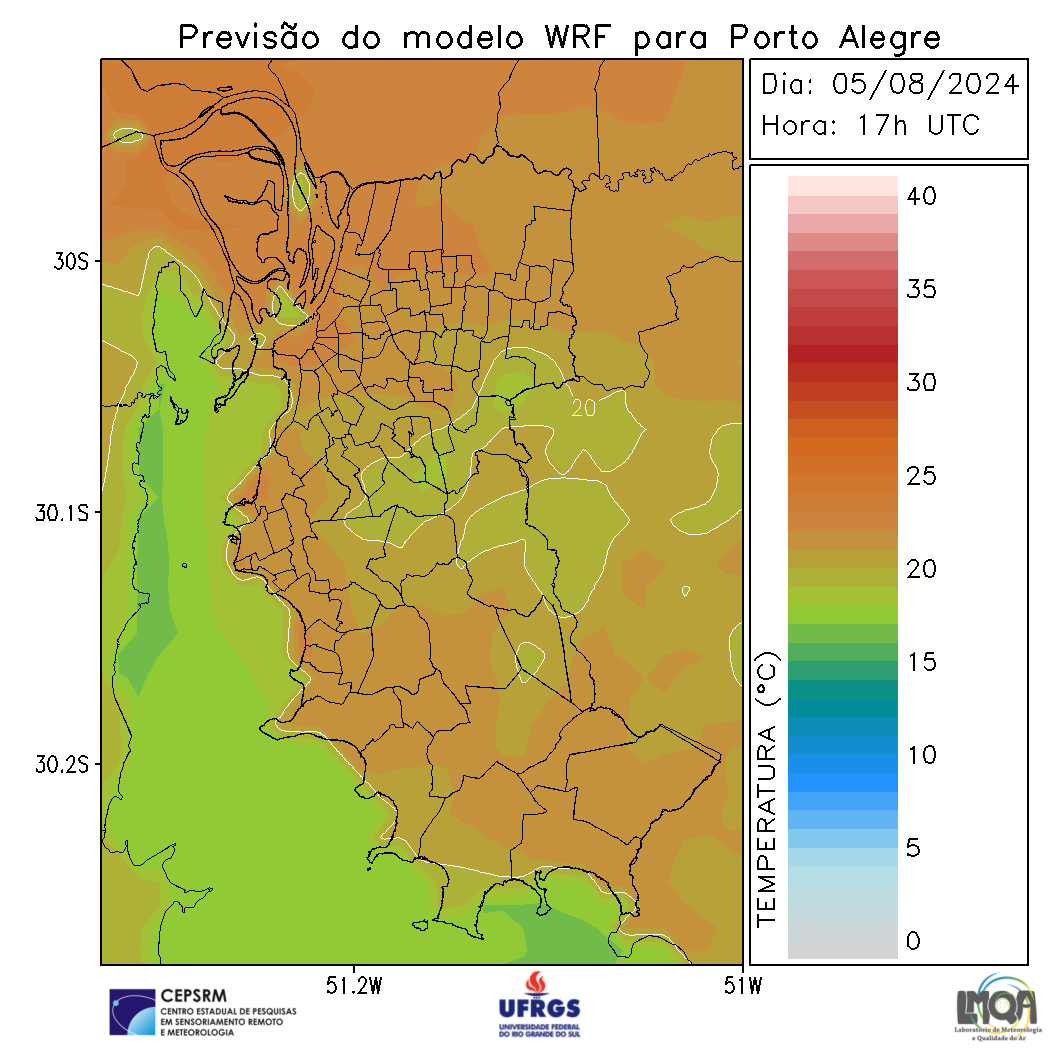 Previsão do modelo WRF para Porto Alegre
Dia: 05/08/2024
Hora: 17h UTC
40
35
30
25
20
15
10
5
0
TEMPERATURA (°C)
30S
30.1S
30.2S
20
51.2W
51W
CEPSRM
CENTRO ESTADUAL DE PESQUISAS
EM SENSORIAMENTO REMOTO
E METEOROLOGIA
UFRGS
UNIVERSIDADE FEDERAL
DO RIO GRANDE DO SUL
LMQA
Laboratório de Meteorologia
e Qualidade do Ar